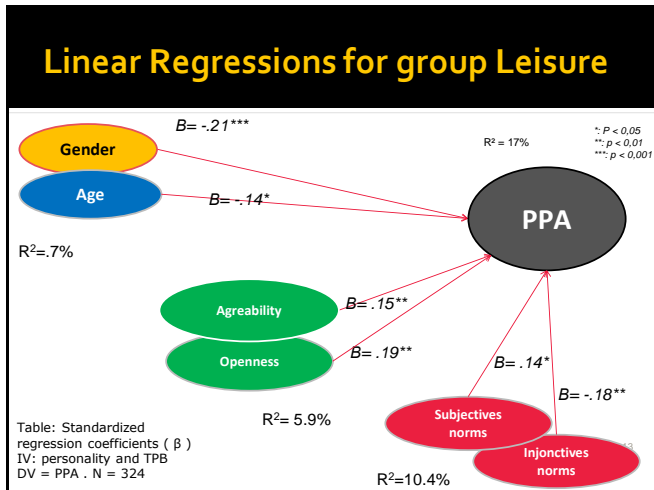 Linear Regressions for group Leisure
B= -.21***
R² = 17%
*: P < 0,05
**: p < 0,01
***: p < 0,001
Gender
Age
B= -.14*
PPA
R²=.7%
Agreability
B= .15**
Openness
B= .19**
B= .14*
B= -.18**
R²= 5.9%
Subjectives
norms
Injonctives
norms
13
R²=10.4%
Table: Standardized
regression coefficients ( β )
IV: personality and TPB
DV = PPA . N = 324